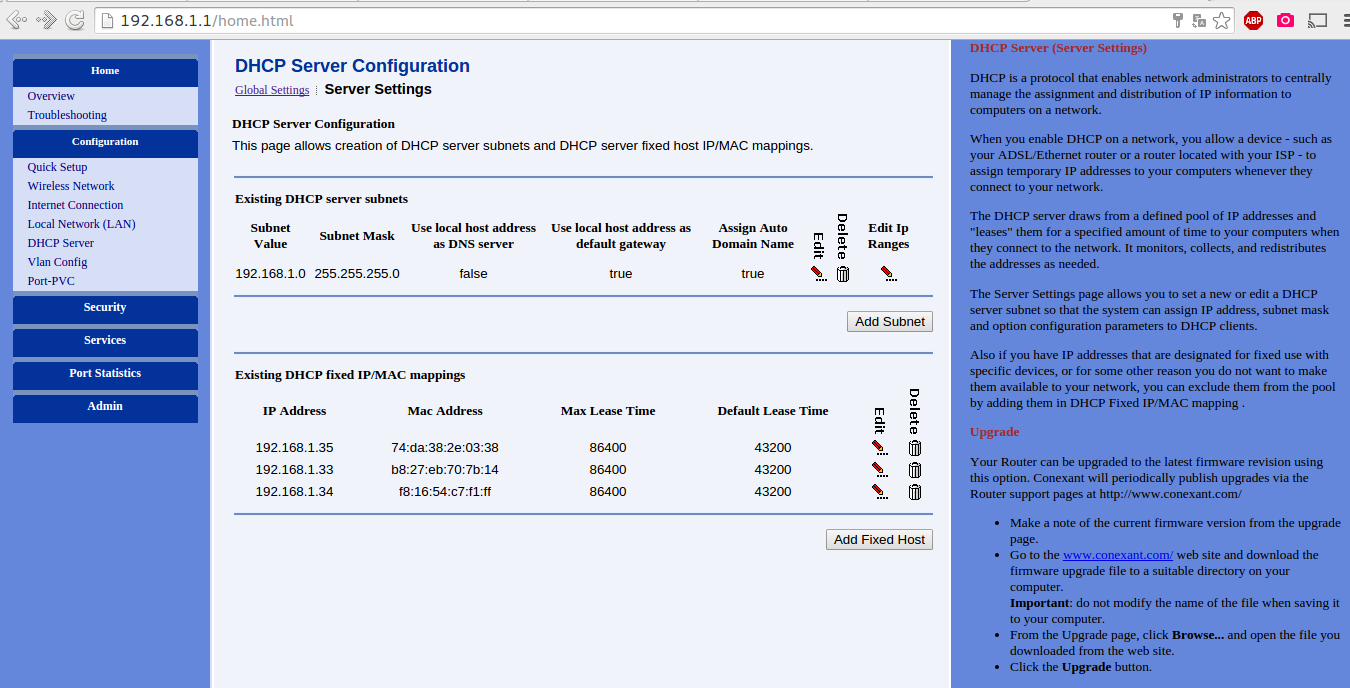 192.168.1.1/home.html
ABP
Home
Overview
Troubleshooting
Configuration
Quick Setup
Wireless Network
Internet Connection
Local Network (LAN)
DHCP Server
Vlan Config
Port-PVC
Security
Services
Port Statistics
Admin
DHCP Server Configuration
Global Settings Server Settings
DHCP Server Configuration
This page allows creation of DHCP server subnets and DHCP server fixed host IP/MAC mappings.
Existing DHCP server subnets
Subnet Value Subnet Mask Use local host address as DNS server Use local host address as default gateway Assign Auto Domain Name Edit Delete Edit Ip Ranges
192.168.1.0 255.255.255.0 false true true
Add Subnet
Existing DHCP fixed IP/MAC mappings
IP Address Mac Address Max Lease Time Default Lease Time Edit Delete
192.168.1.35 74:da:38:2e:03:38 86400 43200
192.168.1.33 b8:27:eb:70:7b:14 86400 43200
192.168.1.34 f8:16:54:c7:f1:ff 86400 43200
Add Fixed Host
DHCP Server (Server Settings)
DHCP is a protocol that enables network administrators to centrally
manage the assignment and distribution of IP information to
computers on a network.
When you enable DHCP on a network, you allow a device - such as
your ADSL/Ethernet router or a router located with your ISP - to
assign temporary IP addresses to your computers whenever they
connect to your network.
The DHCP server draws from a defined pool of IP addresses and
"leases" them for a specified amount of time to your computers when
they connect to the network. It monitors, collects, and redistributes
the addresses as needed.
The Server Settings page allows you to set a new or edit a DHCP
server subnet so that the system can assign IP address, subnet mask
and option configuration parameters to DHCP clients.
Also if you have IP addresses that are designated for fixed use with
specific devices, or for some other reason you do not want to make
them available to your network, you can exclude them from the pool
by adding them in DHCP Fixed IP/MAC mapping .
Upgrade
Your Router can be upgraded to the latest firmware revision using
this option. Conexant will periodically publish upgrades via the
Router support pages at http://www.conexant.com/
• Make a note of the current firmware version from the upgrade
page.
• Go to the www.conexant.com/ web site and download the
firmware upgrade file to a suitable directory on your
computer.
Important: do not modify the name of the file when saving it
to your computer.
• From the Upgrade page, click Browse... and open the file you
downloaded from the web site.
• Click the Upgrade button.